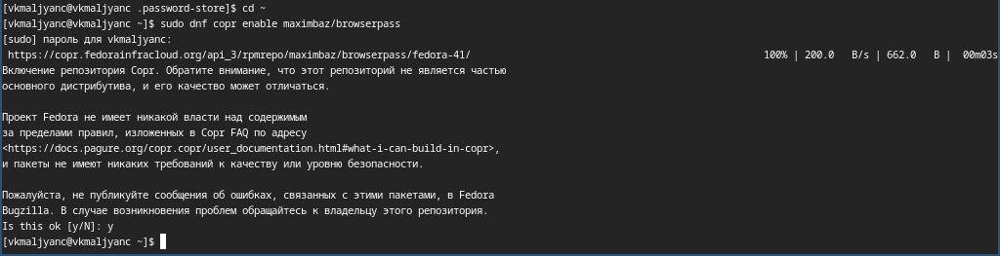 [vkmaljyanc@vkmaljyanc .password-store]$ cd ~
[vkmaljyanc@vkmaljyanc ~]$ sudo dnf copr enable maximbaz/browserpass
[sudo] пароль для vkmaljyanc:
https://copr.fedorainfracloud.org/api_3/rpmrepo/maximbaz/browserpass/fedora-41/ 100% | 200.0 B/s | 662.0 B | 00m03s
Включение репозитория Copr. Обратите внимание, что этот репозиторий не является частью
основного дистрибутива, и его качество может отличаться.
Проект Fedora не имеет никакой власти над содержимым
за пределами правил, изложенных в Copr FAQ по адресу
<https://docs.pagure.org/copr.copr/user_documentation.html#what-i-can-build-in-copr>,
и пакеты не имеют никаких требований к качеству или уровню безопасности.
Пожалуйста, не публикуйте сообщения об ошибках, связанных с этими пакетами, в Fedora
Bugzilla. В случае возникновения проблем обращайтесь к владельцу этого репозитория.
Is this ok [y/N]: y
[vkmaljyanc@vkmaljyanc ~]$